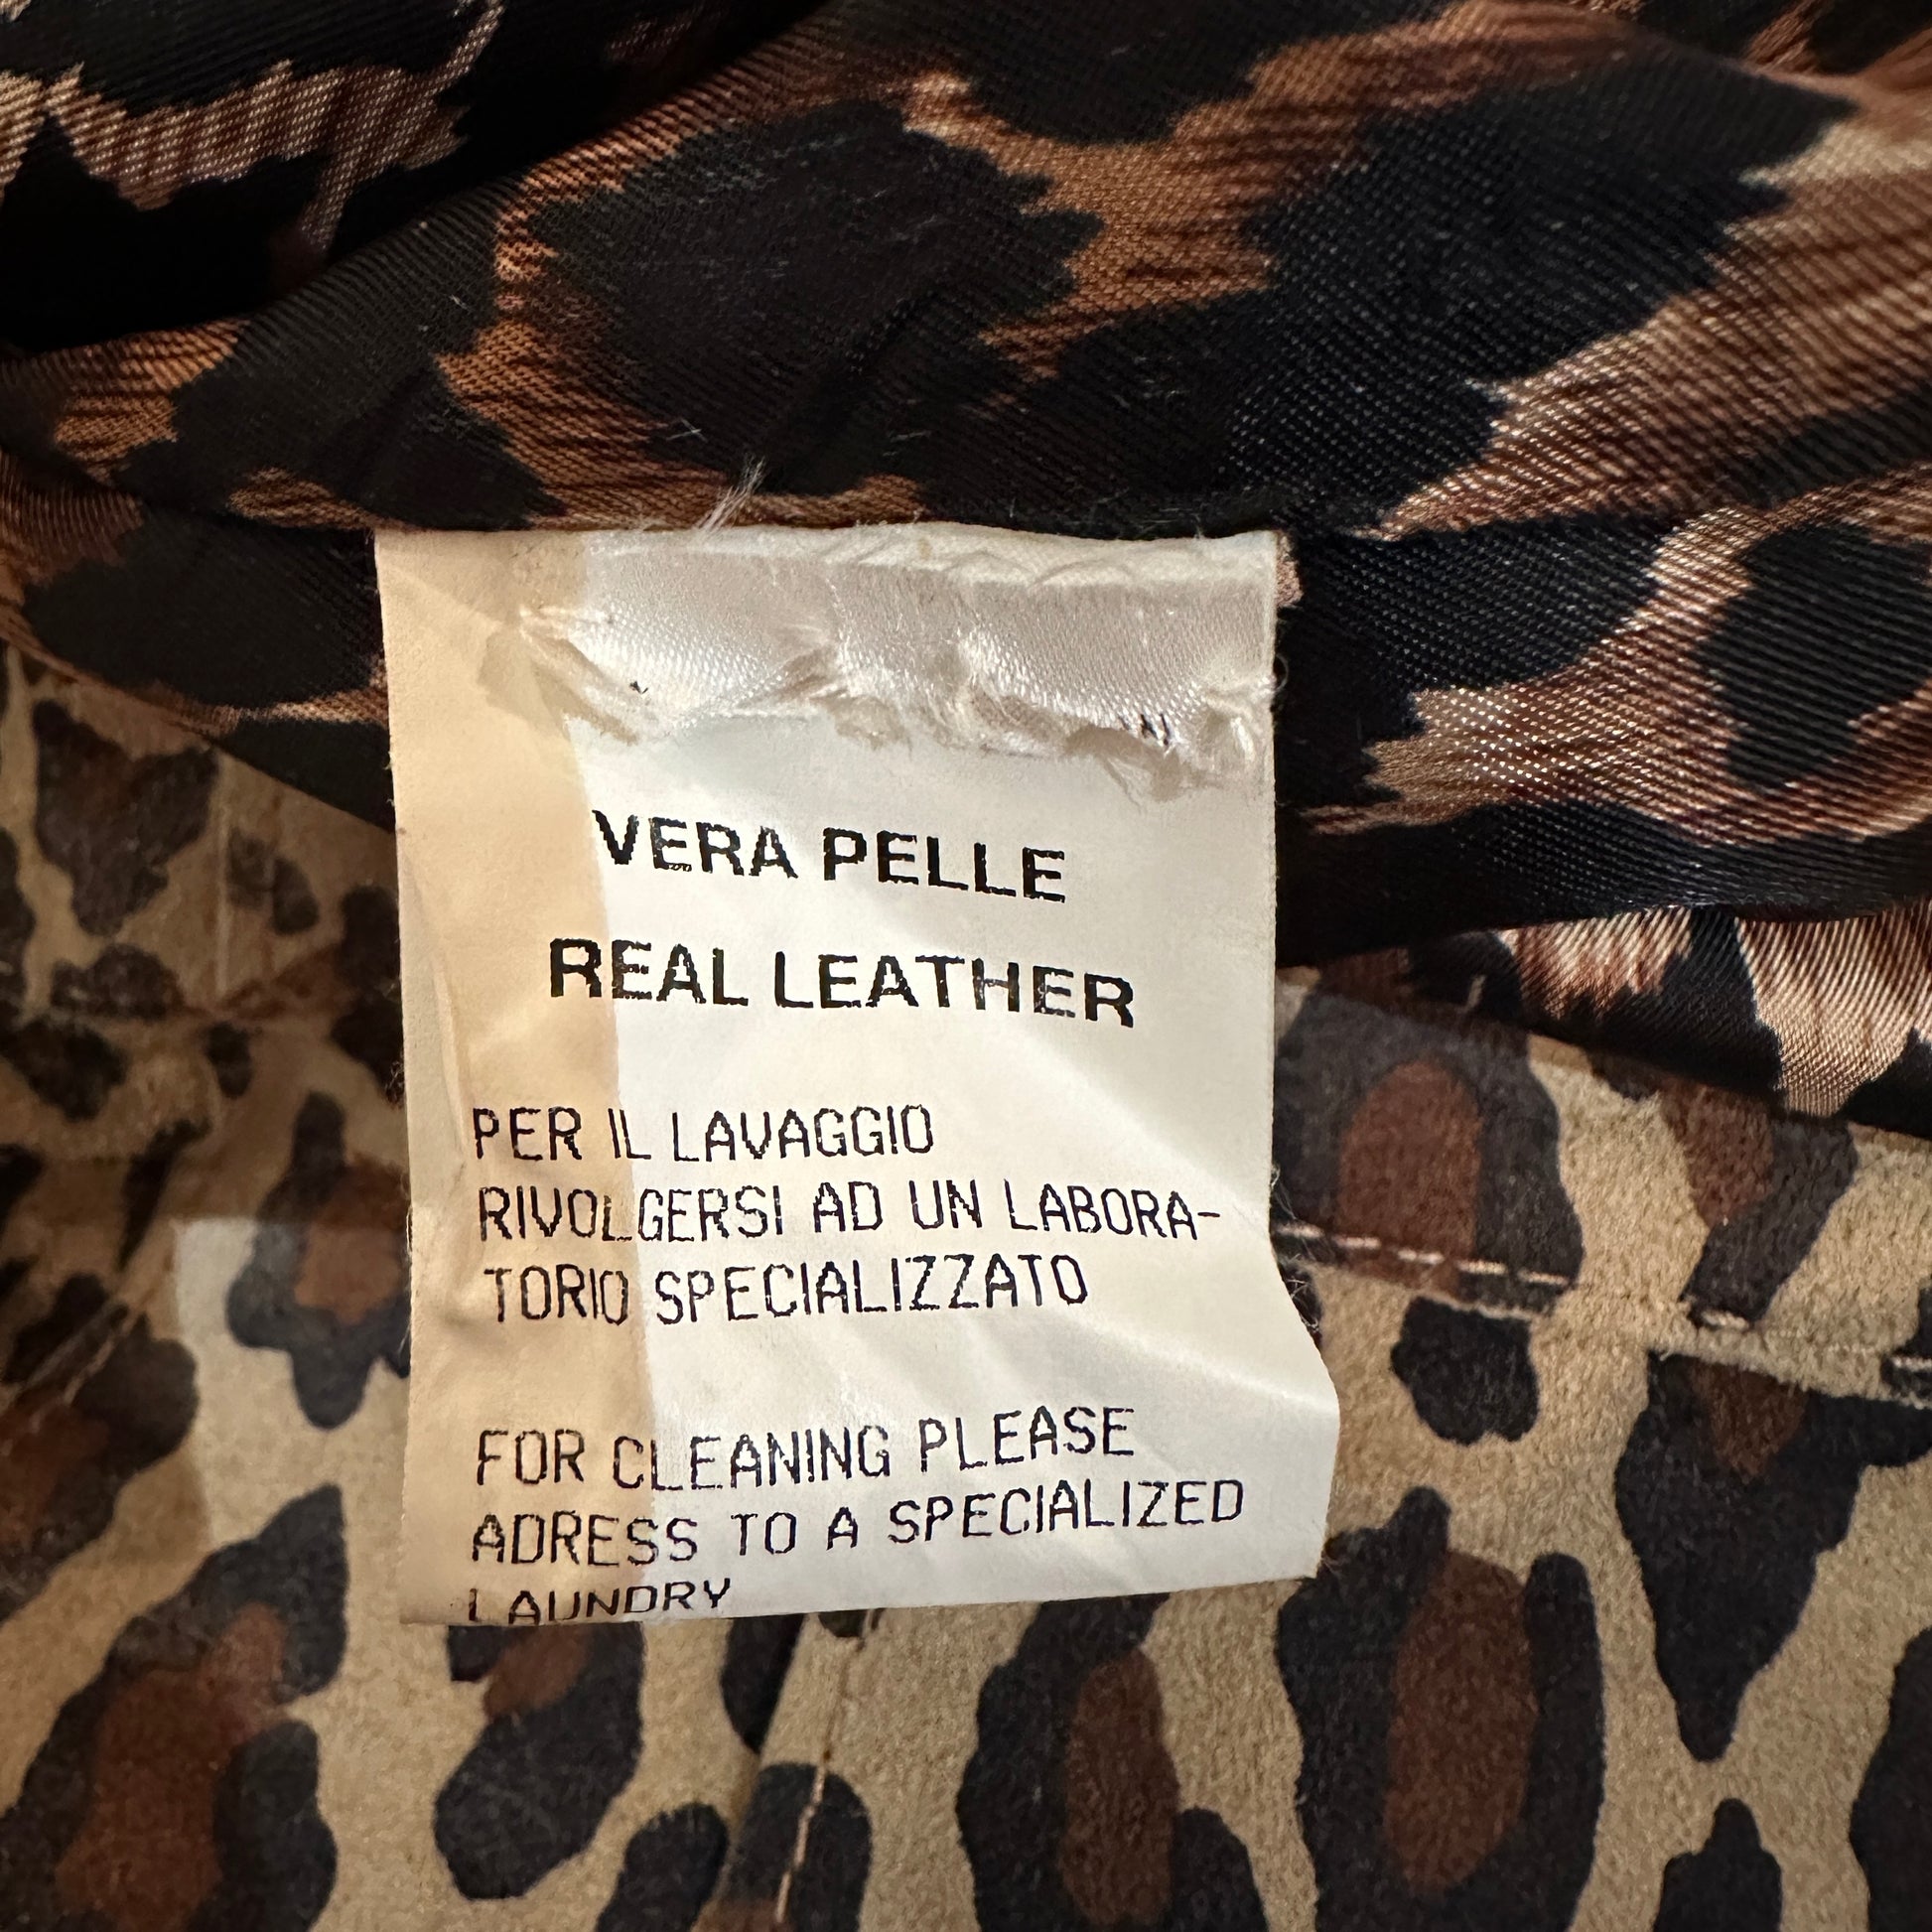 VERA PELLE
REAL LEATHER
PER IL LAVAGGIO
RIVOLGERSI AD UN LABORA-
TORIO SPECIALIZZATO
FOR CLEANING PLEASE
ADRESS TO A SPECIALIZED
LAUNDRY